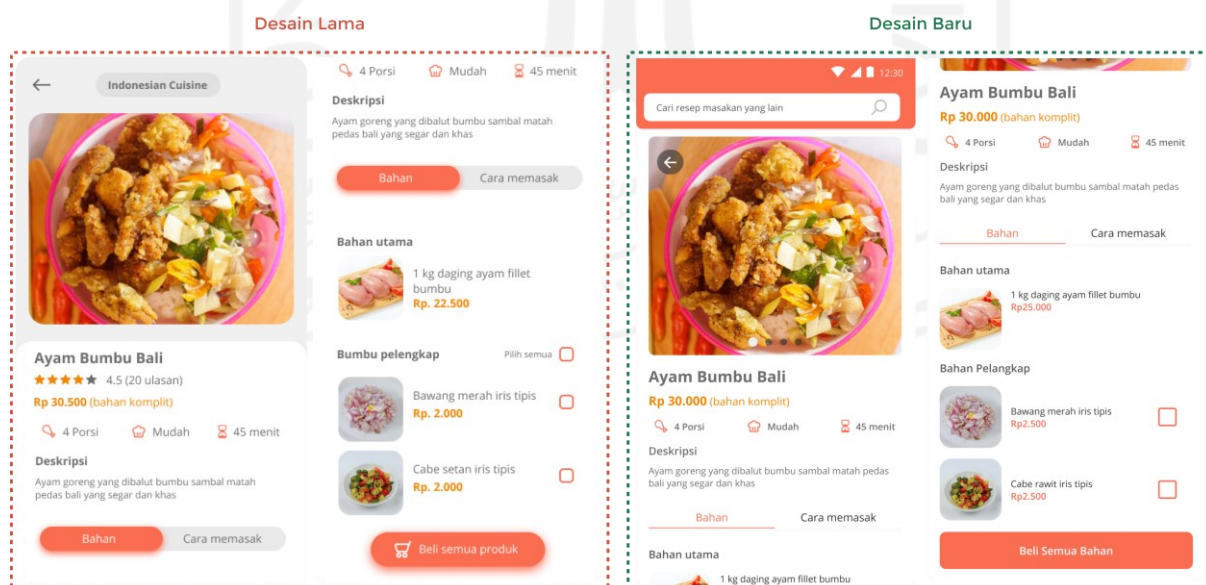 Desain Lama
Indonesian Cuisine
Ayam Bumbu Bali
4.5 (20 ulasan)
Rp 30.500 (bahan komplit)
4 Porsi
Mudah
45 menit
Deskripsi
Ayam goreng yang dibalut bumbu sambal matah
pedas bali yang segar dan khas
Bahan
Cara memasak
4 Porsi
Mudah
45 menit
Deskripsi
Ayam goreng yang dibalut bumbu sambal matah
pedas bali yang segar dan khas
Bahan
Cara memasak
Bahan utama
1 kg daging ayam fillet
bumbu
Rp. 22.500
Bumbu pelengkap
Pilih semua
Bawang merah iris tipis
Rp. 2.000
Cabe setan iris tipis
Rp. 2.000
Beli semua produk
Desain Baru
12:30
Cari resep masakan yang lain
Ayam Bumbu Bali
Rp 30.000 (bahan komplit)
4 Porsi
Mudah
45 menit
Deskripsi
Ayam goreng yang dibalut bumbu sambal matah pedas
bali yang segar dan khas
Bahan
Cara memasak
Bahan utama
1 kg daging ayam fillet bumbu
Ayam Bumbu Bali
Rp 30.000 (bahan komplit)
4 Porsi
Mudah
45 menit
Deskripsi
Ayam goreng yang dibalut bumbu sambal matah pedas
bali yang segar dan khas
Bahan
Cara memasak
Bahan utama
1 kg daging ayam fillet bumbu
Rp25.000
Bahan Pelangkap
Bawang merah iris tipis
Rp2.500
Cabe rawit iris tipis
Rp2.500
Beli Semua Bahan